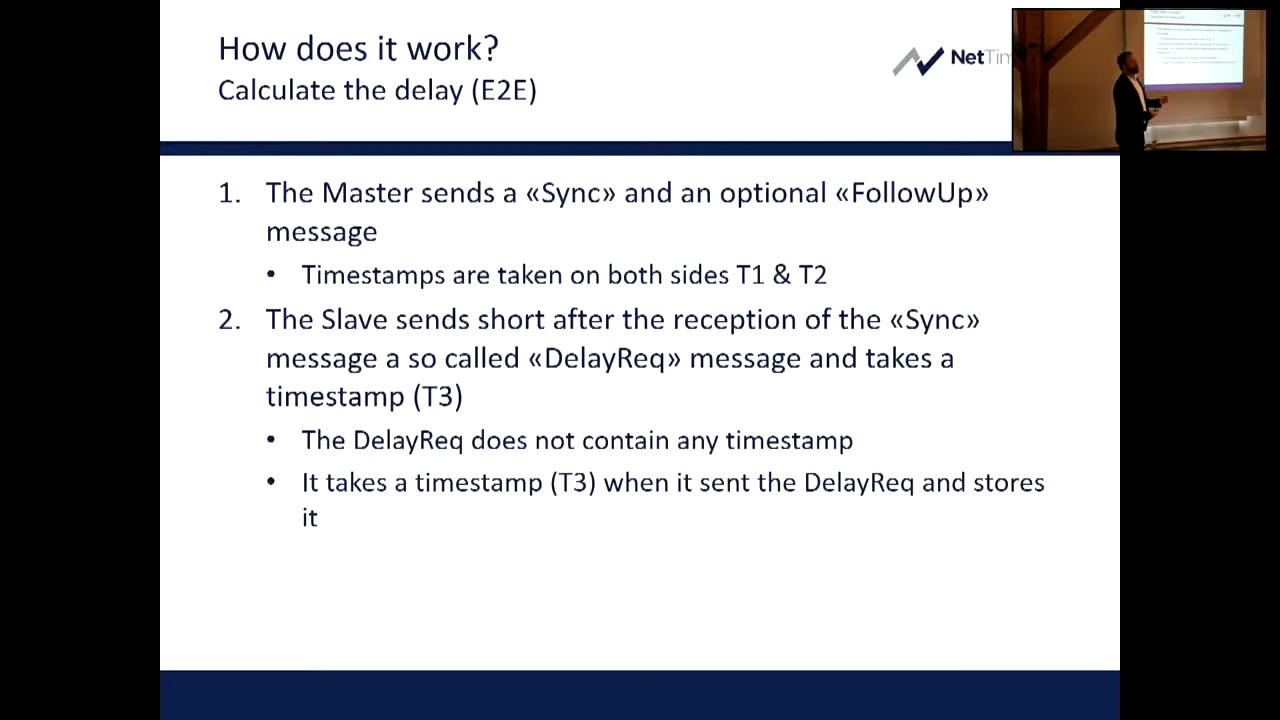 How does it work?
Calculate the delay (E2E)
NetTim
1. The Master sends a «Sync» and an optional «FollowUp»
message
• Timestamps are taken on both sides T1 & T2
2. The Slave sends short after the reception of the «Sync»
message a so called «DelayReq» message and takes a
timestamp (T3)
• The DelayReq does not contain any timestamp
• It takes a timestamp (T3) when it sent the DelayReq and stores
it